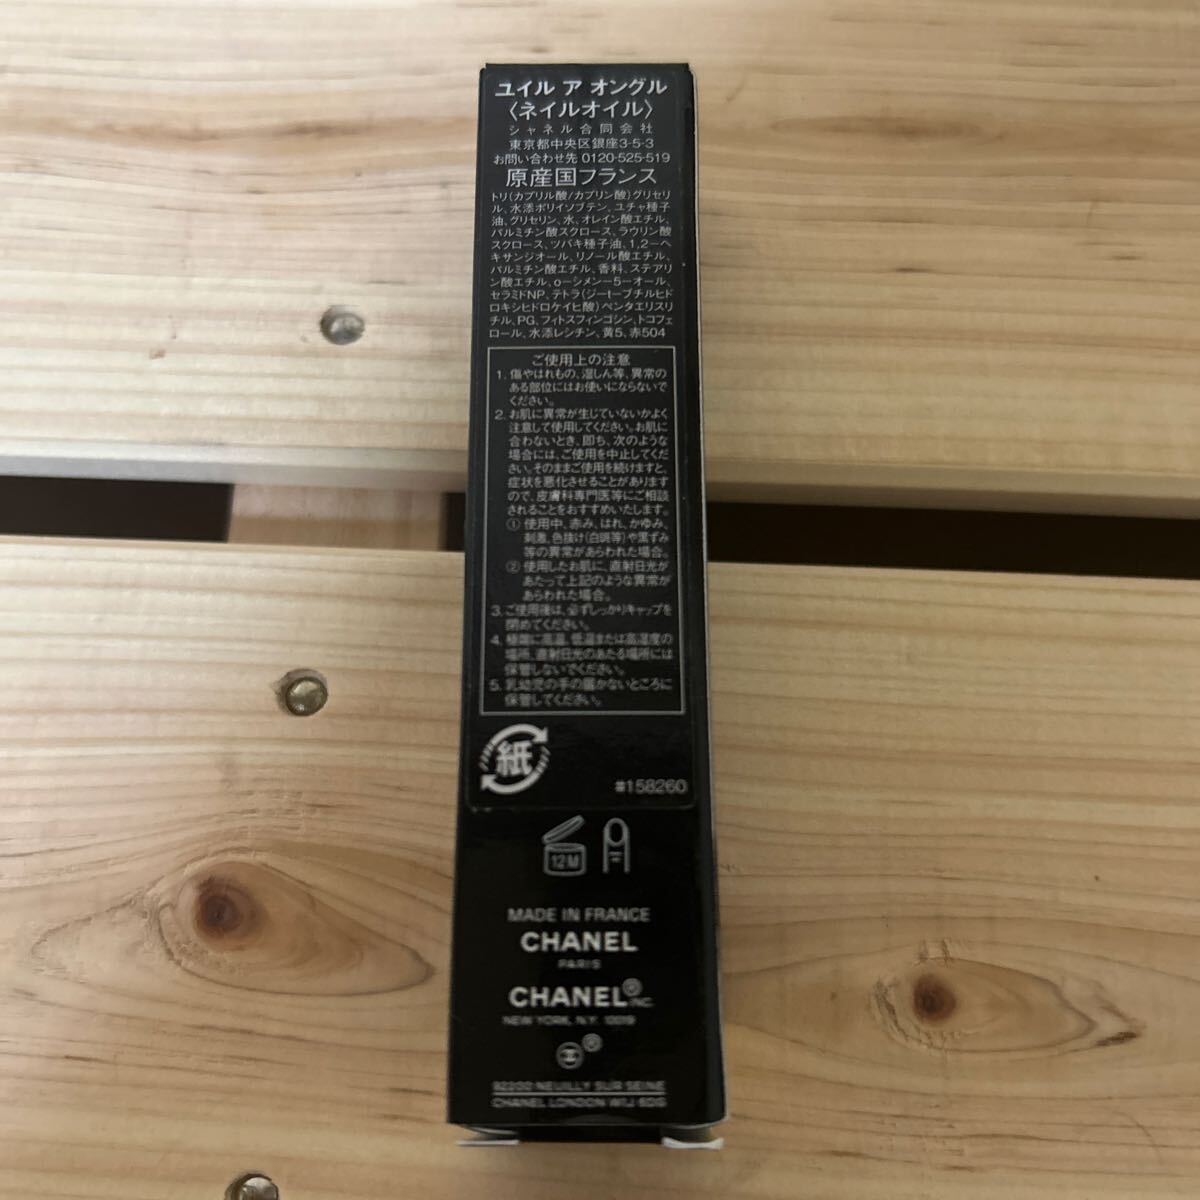 ユイル ア オングル
〈ネイルオイル〉
シャネル合同会社
東京都中央区銀座3-5-3
お問い合わせ先 0120-525-519
原産国フランス
トリ(カプリル酸/カプリン酸)グリセリ
ル、水添ポリイソブテン、ユチャ種子
油、グリセリン、水、オレイン酸エチル、
パルミチン酸スクロース、ラウリン酸
スクロース、ツバキ種子油、1,2-ヘ
キサンジオール、リノール酸エチル、
パルミチン酸エチル、香料、ステアリ
ン酸エチル、o-シメン-5-オール、
セラミドNP、テトラ(ジ-t-ブチルヒド
ロキシヒドロケイヒ酸)ペンタエリスリ
チル、PG、フィトスフィンゴシン、トコフェ
ロール、水添レシチン、黄5、赤504
ご使用上の注意
1. 傷やはれもの、湿しん等、異常の
ある部位にはお使いにならないで
ください。
2. お肌に異常が生じていないかよく
注意して使用してください。お肌に
合わないとき、即ち、次のような
場合には、ご使用を中止してくだ
さい。そのままご使用を続けますと、
症状を悪化させることがあります
ので、皮膚科専門医等にご相談
されることをおすすめいたします。
① 使用中、赤み、はれ、かゆみ、
刺激、色抜け(白斑等)や黒ずみ
等の異常があらわれた場合。
② 使用したお肌に、直射日光が
あたって上記のような異常が
あらわれた場合。
3. ご使用後は、必ずしっかりキャップを
閉めてください。
4. 極端に高温、低温または高湿度の
場所、直射日光のあたる場所には
保管しないでください。
5. 乳幼児の手の届かないところに
保管してください。
紙
#158260
12M
MADE IN FRANCE
CHANEL
PARIS
CHANEL® INC.
NEW YORK, N.Y. 10019
®
92200 NEUILLY SUR SEINE
CHANEL LONDON W1J 6DG